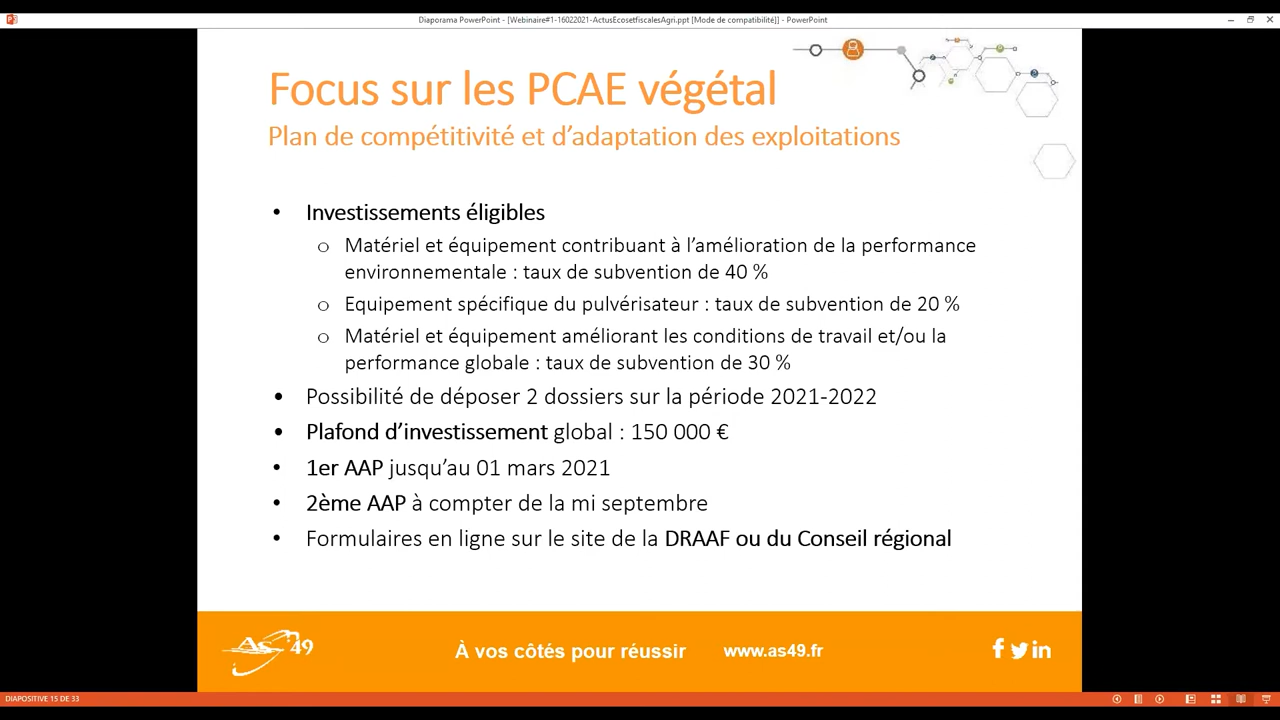 Diaporama PowerPoint - [Webinaire#1-16022021-ActusEcosetfiscalesAgri.ppt [Mode de compatibilité]] - PowerPoint
Focus sur les PCAE végétal
Plan de compétitivité et d’adaptation des exploitations
• Investissements éligibles
o Matériel et équipement contribuant à l’amélioration de la performance
environnementale : taux de subvention de 40 %
o Equipement spécifique du pulvérisateur : taux de subvention de 20 %
o Matériel et équipement améliorant les conditions de travail et/ou la
performance globale : taux de subvention de 30 %
• Possibilité de déposer 2 dossiers sur la période 2021-2022
• Plafond d’investissement global : 150 000 €
• 1er AAP jusqu’au 01 mars 2021
• 2ème AAP à compter de la mi septembre
• Formulaires en ligne sur le site de la DRAAF ou du Conseil régional
As 49
À vos côtés pour réussir www.as49.fr
DIAPOSITIVE 15 DE 33